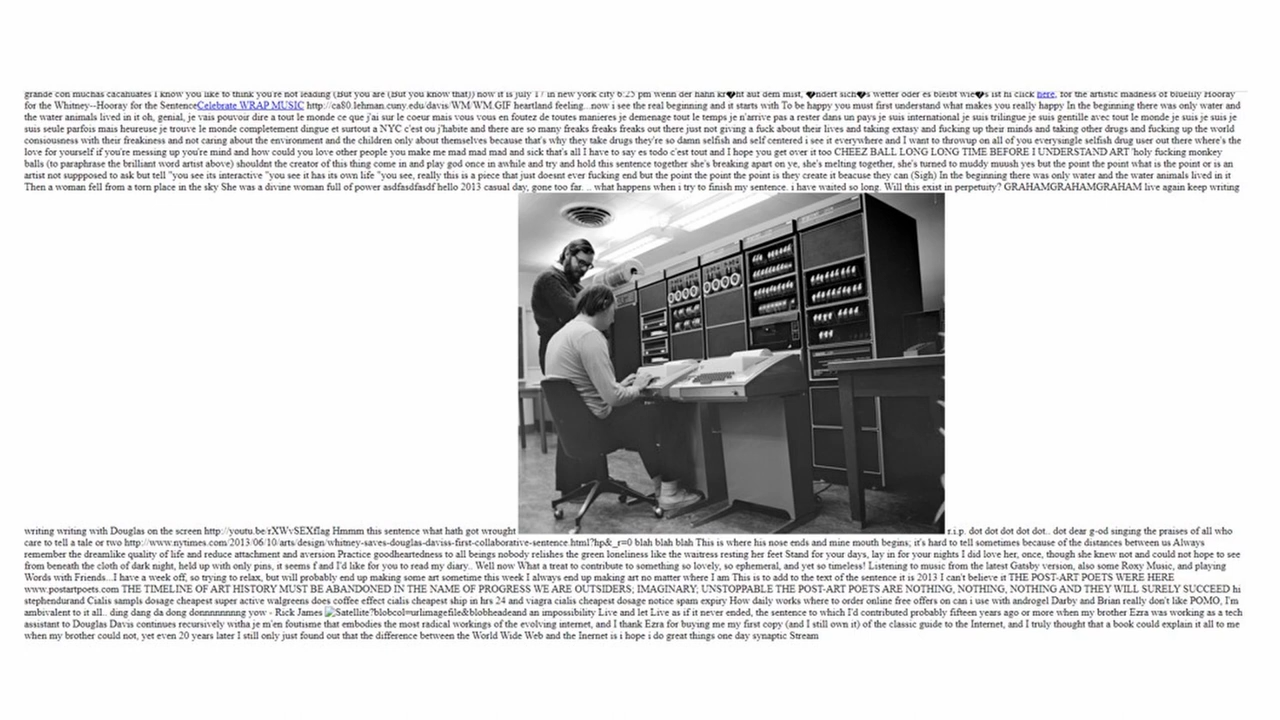 grande con muchas cacahuates I know you like to think you're not leading (But you are (But you know that)) now it is july 17 in new york city 6:25 pm wenn der hahn kr�ht auf dem mist, �ndert sich�s wetter oder es bleibt wie�s ist hi click here, for the artistic madness of bluelily Hooray
for the Whitney--Hooray for the SentenceCelebrate WRAP MUSIC http://ca80.lehman.cuny.edu/davis/WM/WM.GIF heartland feeling...now i see the real beginning and it starts with To be happy you must first understand what makes you really happy In the beginning there was only water and
the water animals lived in it oh, genial, je vais pouvoir dire a tout le monde ce que j'ai sur le coeur mais vous vous en foutez de toutes manieres je demenage tout le temps je n'arrive pas a rester dans un pays je suis international je suis trilingue je suis gentille avec tout le monde je suis je suis je
suis seule parfois mais heureuse je trouve le monde completement dingue et surtout a NYC c'est ou j'habite and there are so many freaks freaks freaks out there just not giving a fuck about their lives and taking extasy and fucking up their minds and taking other drugs and fucking up the world
consiousness with their freakiness and not caring about the environment and the children only about themselves because that's why they take drugs they're so damn selfish and self centered i see it everywhere and I want to throwup on all of you everysingle selfish drug user out there where's the
love for yourself if you're messing up you're mind and how could you love other people you make me mad mad mad and sick that's all I have to say es todo c'est tout and I hope you get over it too CHEEZ BALL LONG LONG TIME BEFORE I UNDERSTAND ART 'holy fucking monkey
balls (to paraphrase the brilliant word artist above) shouldnt the creator of this thing come in and play god once in awhile and try and hold this sentence together she's breaking apart on ye, she's melting together, she's turned to muddy muush yes but the point the point what is the point or is an
artist not suppposed to ask but tell "you see its interactive "you see it has its own life "you see, really this is a piece that just doesnt ever fucking end but the point the point the point is they create it beacuse they can (Sigh) In the beginning there was only water and the water animals lived in it
Then a woman fell from a torn place in the sky She was a divine woman full of power asdfasdfasdf hello 2013 casual day, gone too far. .. what happens when i try to finish my sentence. i have waited so long. Will this exist in perpetuity? GRAHAMGRAHAMGRAHAM live again keep writing
writing writing with Douglas on the screen http://youtu.be/rXWvSEXflag Hmmm this sentence what hath got wrought r.i.p. dot dot dot dot dot.. dot dear g-od singing the praises of all who
care to tell a tale or two http://www.nytimes.com/2013/06/10/arts/design/whitney-saves-douglas-daviss-first-collaborative-sentence.html?hp&_r=0 blah blah blah This is where his nose ends and mine mouth begins; it's hard to tell sometimes because of the distances between us Always
remember the dreamlike quality of life and reduce attachment and aversion Practice goodheartedness to all beings nobody relishes the green loneliness like the waitress resting her feet Stand for your days, lay in for your nights I did love her, once, though she knew not and could not hope to see
from beneath the cloth of dark night, held up with only pins, it seems f and I'd like for you to read my diary.. Well now What a treat to contribute to something so lovely, so ephemeral, and yet so timeless! Listening to music from the latest Gatsby version, also some Roxy Music, and playing
Words with Friends...I have a week off, so trying to relax, but will probably end up making some art sometime this week I always end up making art no matter where I am This is to add to the text of the sentence it is 2013 I can't believe it THE POST-ART POETS WERE HERE
www.postartpoets.com THE TIMELINE OF ART HISTORY MUST BE ABANDONED IN THE NAME OF PROGRESS WE ARE OUTSIDERS; IMAGINARY; UNSTOPPABLE THE POST-ART POETS ARE NOTHING, NOTHING, NOTHING AND THEY WILL SURELY SUCCEED hi
stephendurand Cialis sampls dosage cheapest super active walgreens does coffee effect cialis cheapest ship in hrs 24 and viagra cialis cheapest dosage notice spam expiry How daily works where to order online free offers on can i use with androgel Darby and Brian really don't like POMO, I'm
ambivalent to it all.. ding dang da dong donnnnnnnng yow - Rick James Satellite?blobcol=urlimagefile&blobheadeand an impossibility Live and let Live as if it never ended, the sentence to which I'd contributed probably fifteen years ago or more when my brother Ezra was working as a tech
assistant to Douglas Davis continues recursively witha je m'en foutisme that embodies the most radical workings of the evolving internet, and I thank Ezra for buying me my first copy (and I still own it) of the classic guide to the Internet, and I truly thought that a book could explain it all to me
when my brother could not, yet even 20 years later I still only just found out that the difference between the World Wide Web and the Inernet is i hope i do great things one day synaptic Stream